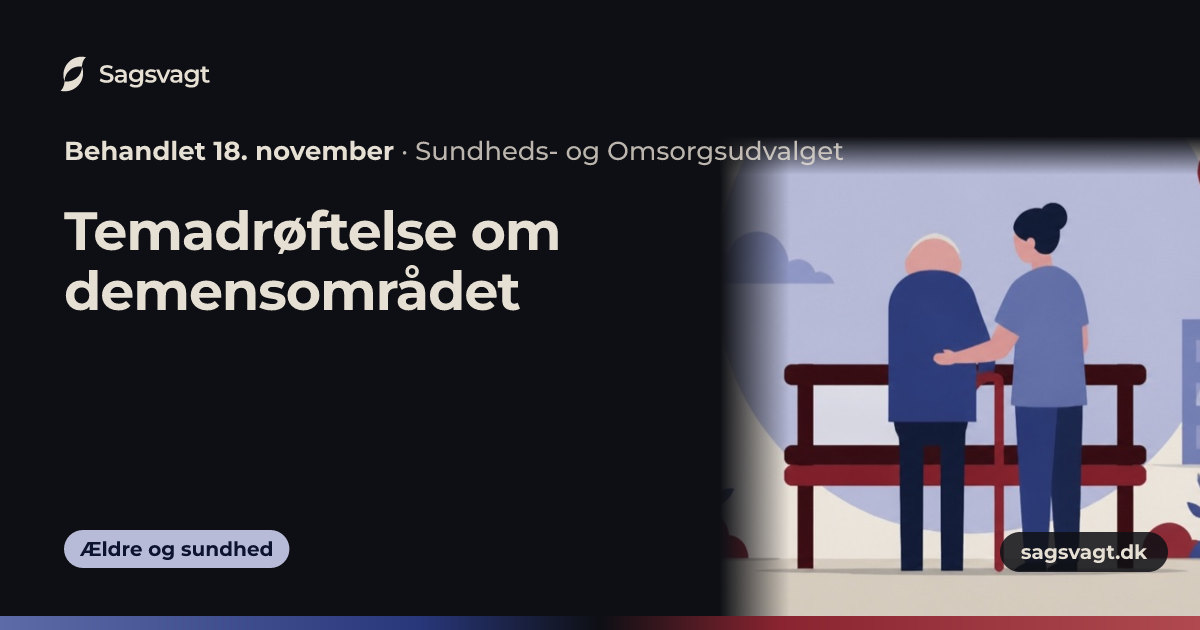 Sagsvagt
Behandlet 18. november · Sundheds- og Omsorgsudvalget
Temadrøftelse om
demensområdet
Ældre og sundhed
sagsvagt.dk